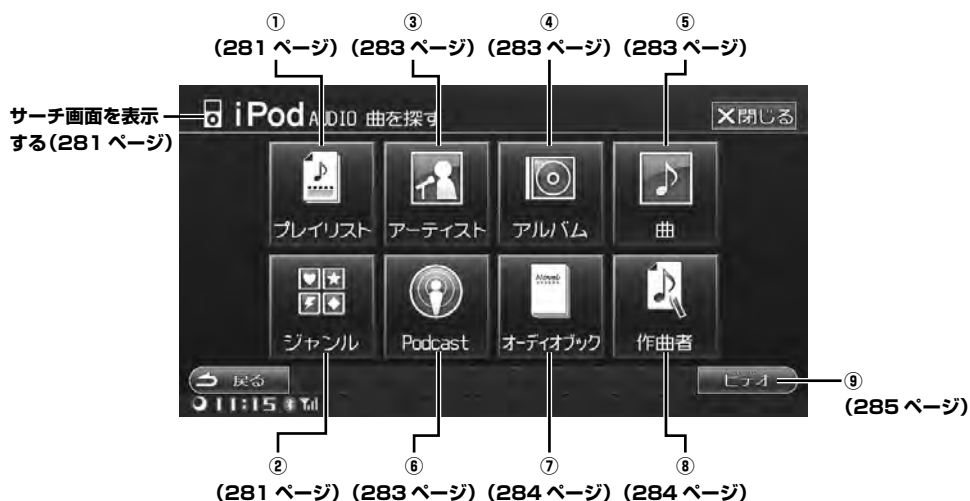 ① ③ ④ ⑤
(281 ページ) (283 ページ) (283 ページ) (283 ページ)
サーチ画面を表示
する(281 ページ)
iPod AUDIO 曲を探す
×閉じる
プレイリスト アーティスト アルバム 曲
Novel
ジャンル Podcast オーディオブック 作曲者
戻る ビデオ ⑨
11:15 (285 ページ)
② ⑥ ⑦ ⑧
(281 ページ) (283 ページ) (284 ページ) (284 ページ)